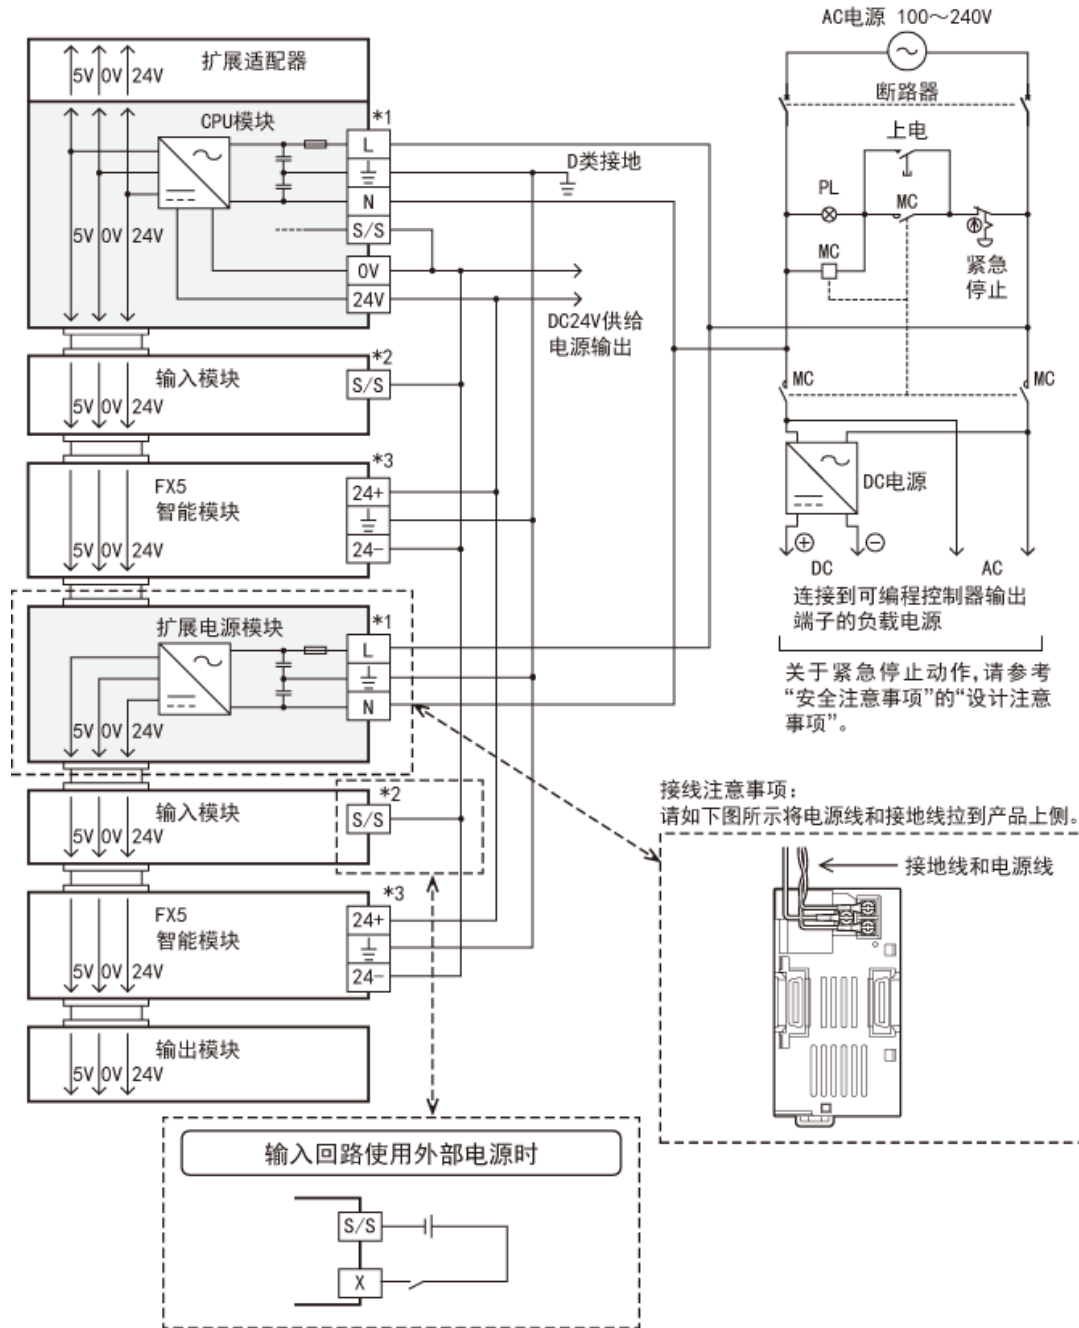 AC电源 100～240V
断路器
上电
PL
MC
MC
紧急
停止
MC
MC
DC电源
⊕
⊖
DC
AC
连接到可编程控制器输出
端子的负载电源
关于紧急停止动作,请参考
“安全注意事项”的“设计注意
事项”。
扩展适配器
5V 0V 24V
CPU模块
*1
L
N
S/S
0V
24V
5V 0V 24V
D类接地
DC24V供给
电源输出
输入模块
*2
S/S
5V 0V 24V
FX5
智能模块
*3
24+
24-
5V 0V 24V
扩展电源模块
*1
L
N
5V 0V 24V
输入模块
*2
S/S
5V 0V 24V
FX5
智能模块
*3
24+
24-
5V 0V 24V
输出模块
5V 0V 24V
接线注意事项：
请如下图所示将电源线和接地线拉到产品上侧。
接地线和电源线
输入回路使用外部电源时
S/S
X